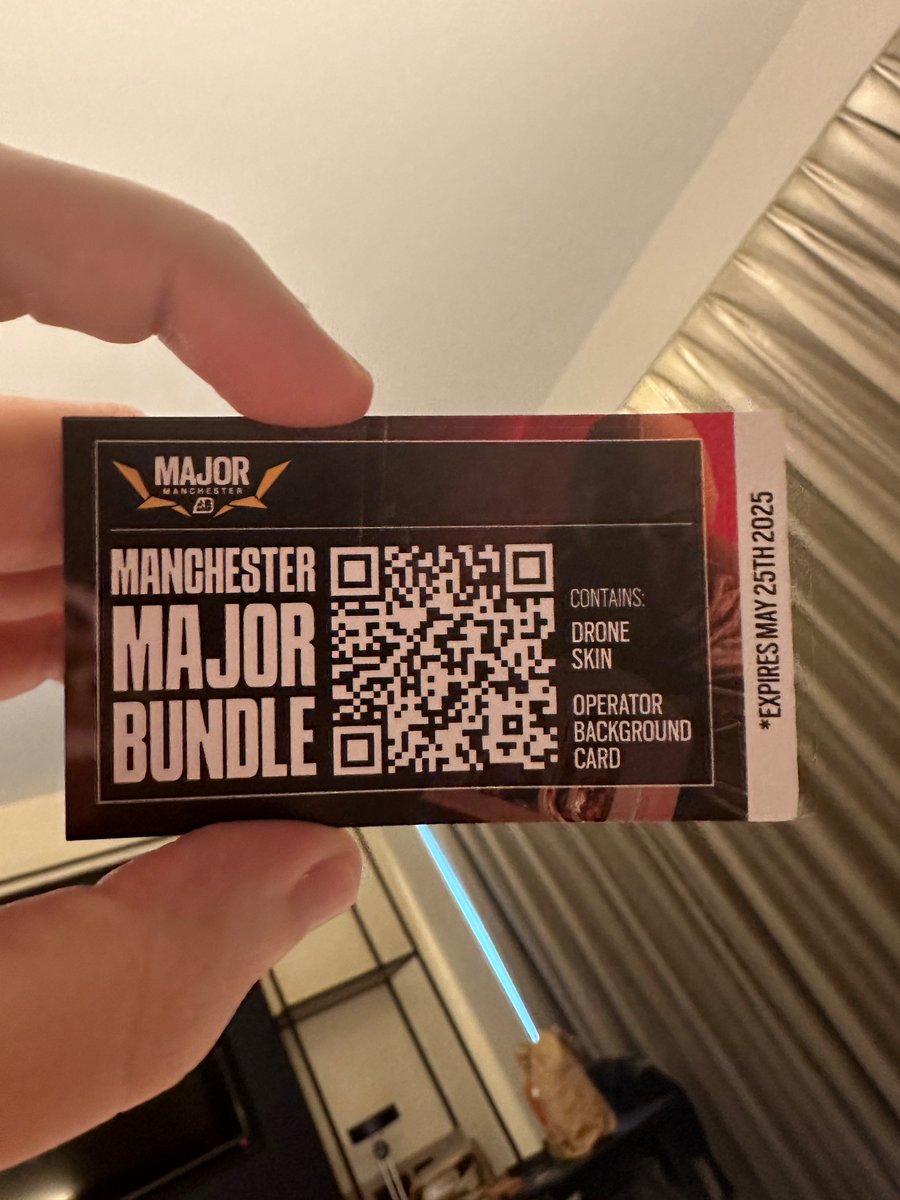 MAJOR
MANCHESTER
MANCHESTER
MAJOR
BUNDLE
CONTAINS:
DRONE
SKIN
OPERATOR
BACKGROUND
CARD
*EXPIRES MAY 25TH 2025